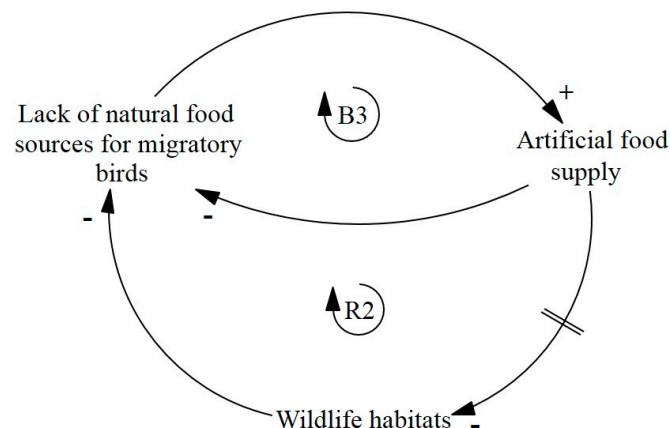 +
B3
Lack of natural food
sources for migratory
birds
Artificial food
supply
-
-
R2
Wildlife habitats
-